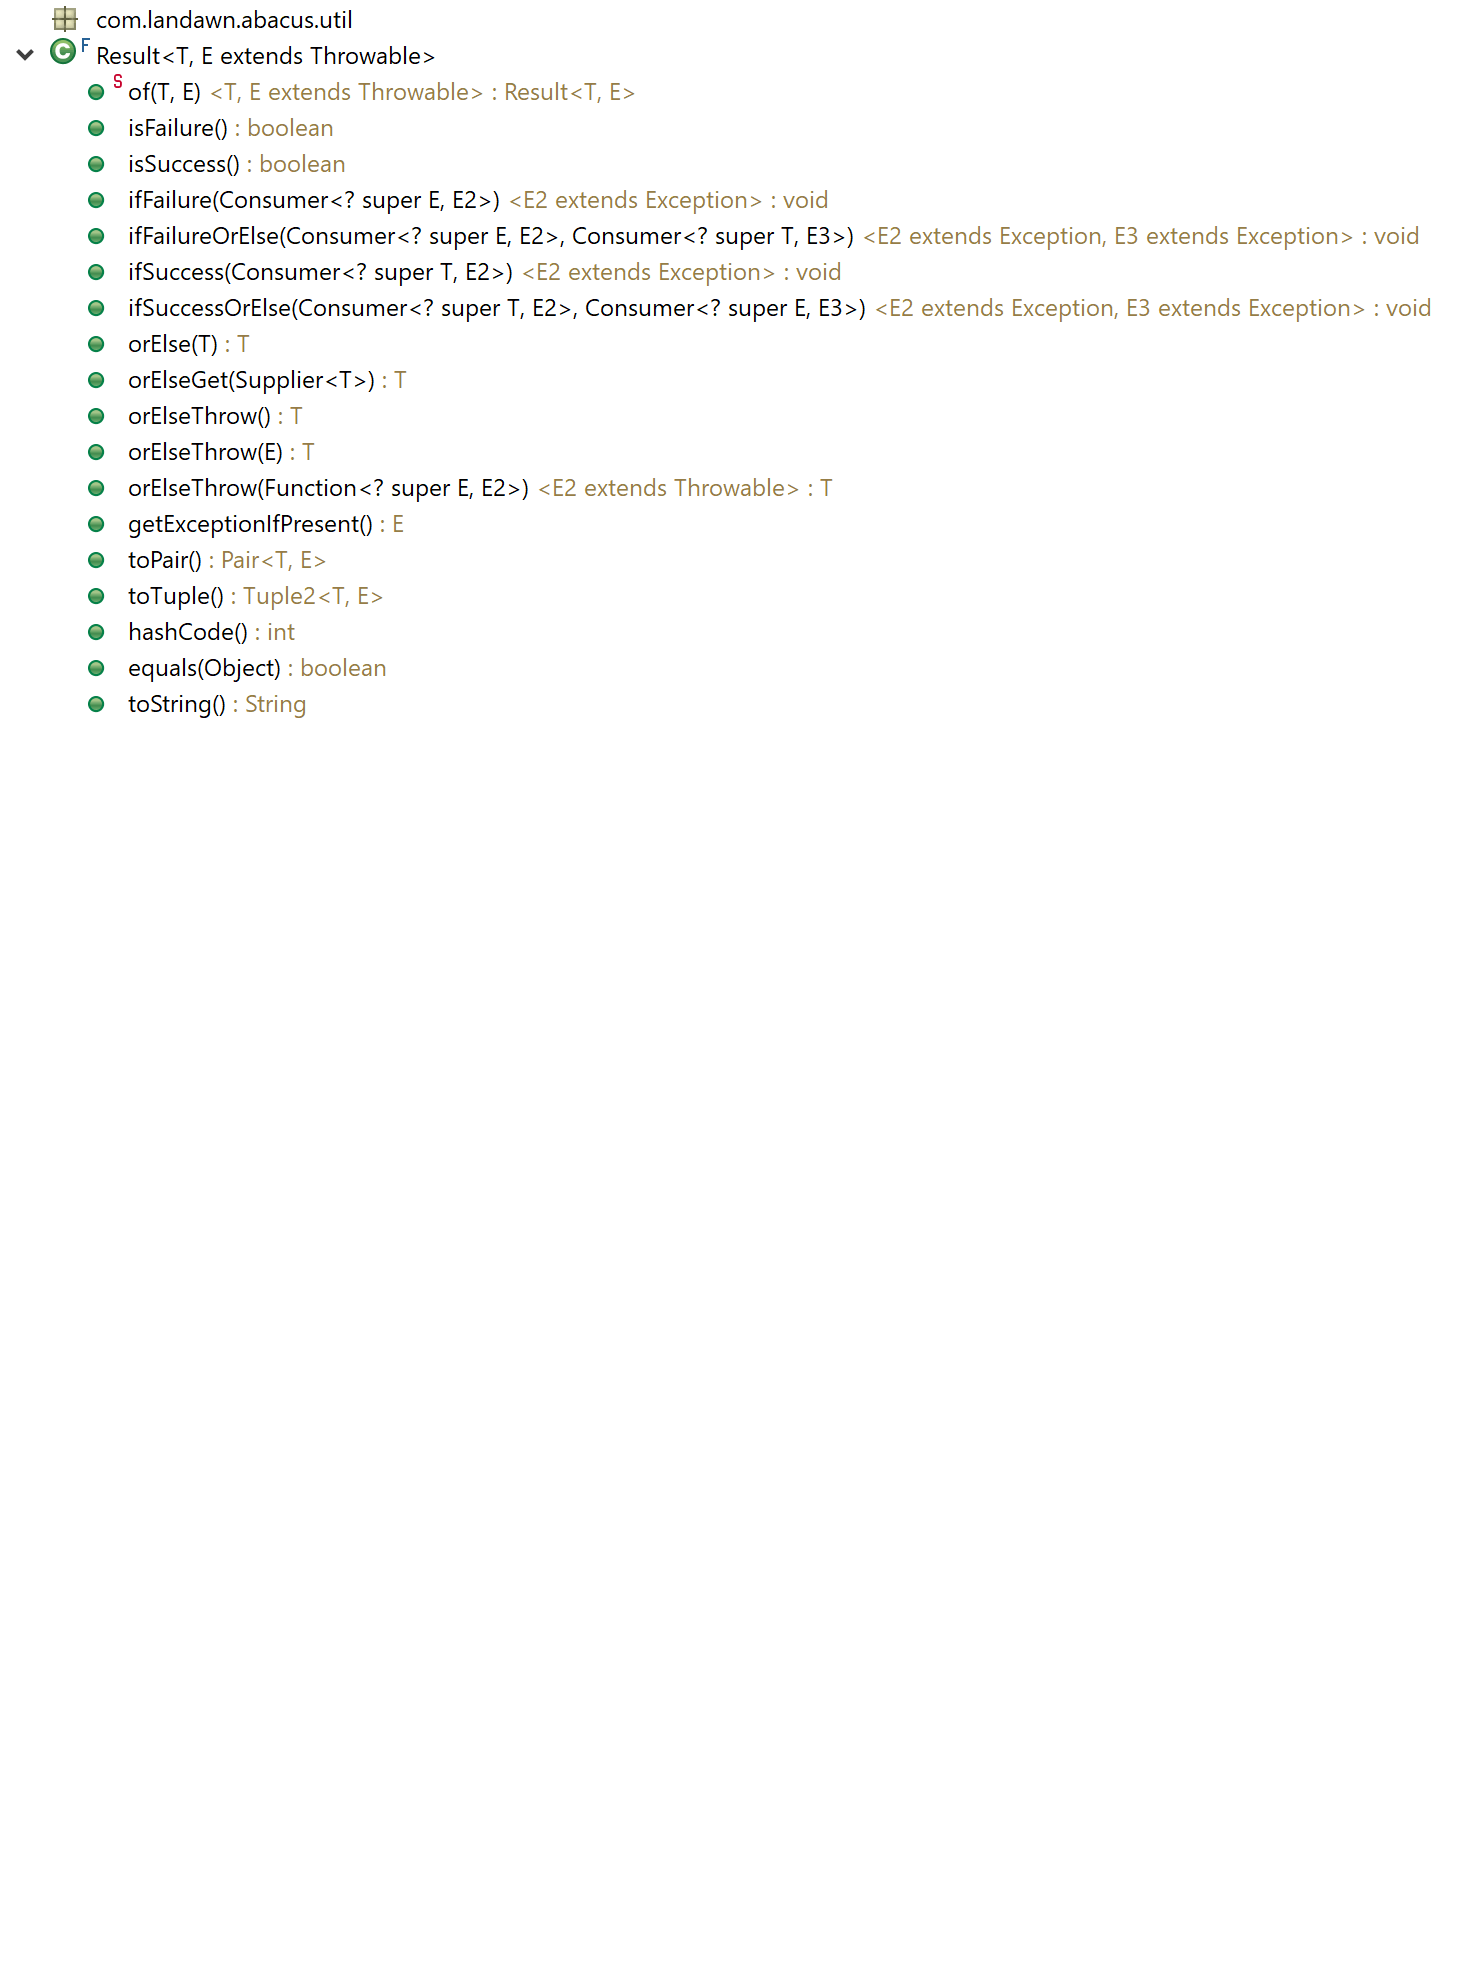 com.landawn.abacus.util
C F Result<T, E extends Throwable>
S of(T, E) <T, E extends Throwable> : Result<T, E>
isFailure() : boolean
isSuccess() : boolean
ifFailure(Consumer<? super E, E2>) <E2 extends Exception> : void
ifFailureOrElse(Consumer<? super E, E2>, Consumer<? super T, E3>) <E2 extends Exception, E3 extends Exception> : void
ifSuccess(Consumer<? super T, E2>) <E2 extends Exception> : void
ifSuccessOrElse(Consumer<? super T, E2>, Consumer<? super E, E3>) <E2 extends Exception, E3 extends Exception> : void
orElse(T) : T
orElseGet(Supplier<T>) : T
orElseThrow() : T
orElseThrow(E) : T
orElseThrow(Function<? super E, E2>) <E2 extends Throwable> : T
getExceptionIfPresent() : E
toPair() : Pair<T, E>
toTuple() : Tuple2<T, E>
hashCode() : int
equals(Object) : boolean
toString() : String